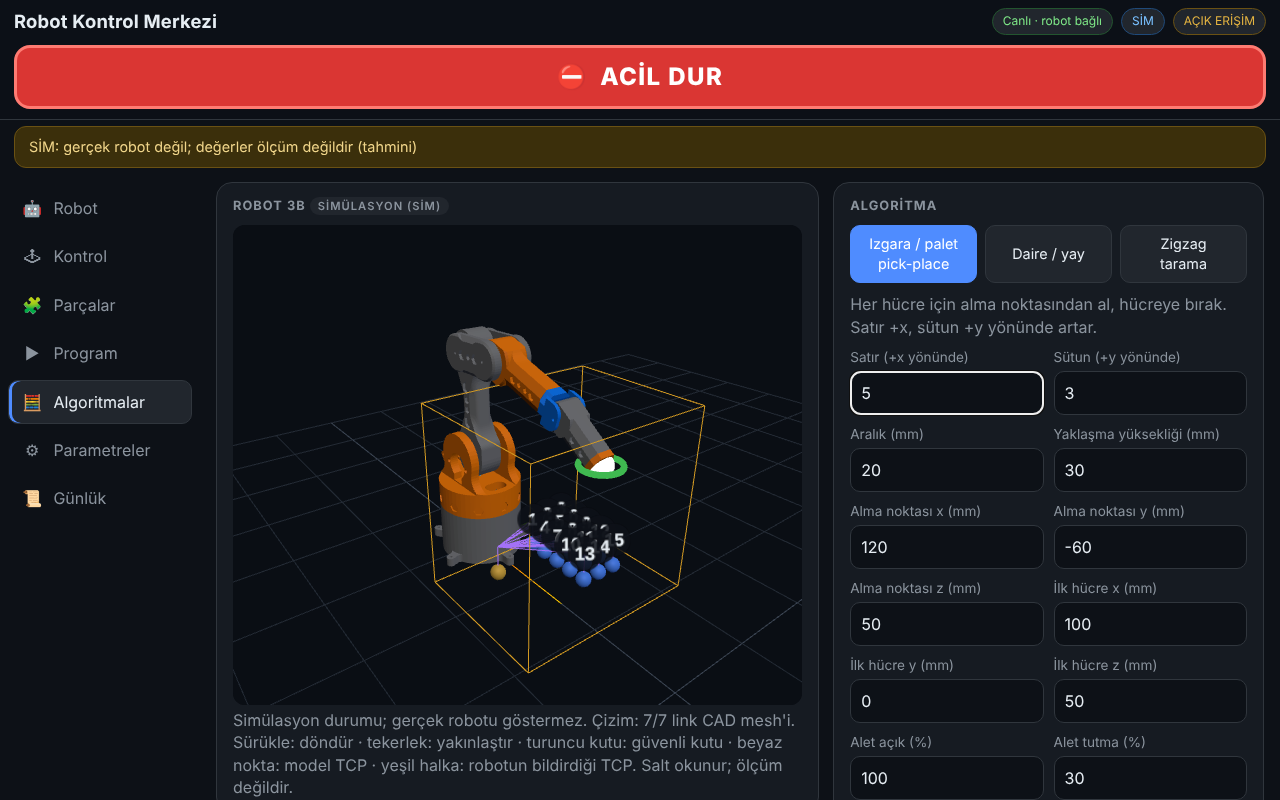 Robot Kontrol Merkezi
Canlı · robot bağlı
SİM
AÇIK ERİŞİM
ACİL DUR
SİM: gerçek robot değil; değerler ölçüm değildir (tahmini)
Robot
Kontrol
Parçalar
Program
Algoritmalar
Parametreler
Günlük
ROBOT 3B SİMÜLASYON (SİM)
1
4
7
13 4 5
Simülasyon durumu; gerçek robotu göstermez. Çizim: 7/7 link CAD mesh'i.
Sürükle: döndür · tekerlek: yakınlaştır · turuncu kutu: güvenli kutu · beyaz
nokta: model TCP · yeşil halka: robotun bildirdiği TCP. Salt okunur; ölçüm
değildir.
ALGORİTMA
Izgara / palet
pick-place
Daire / yay
Zigzag
tarama
Her hücre için alma noktasından al, hücreye bırak.
Satır +x, sütun +y yönünde artar.
Satır (+x yönünde)
5
Sütun (+y yönünde)
3
Aralık (mm)
20
Yaklaşma yüksekliği (mm)
30
Alma noktası x (mm)
120
Alma noktası y (mm)
-60
Alma noktası z (mm)
50
İlk hücre x (mm)
100
İlk hücre y (mm)
0
İlk hücre z (mm)
50
Alet açık (%)
100
Alet tutma (%)
30